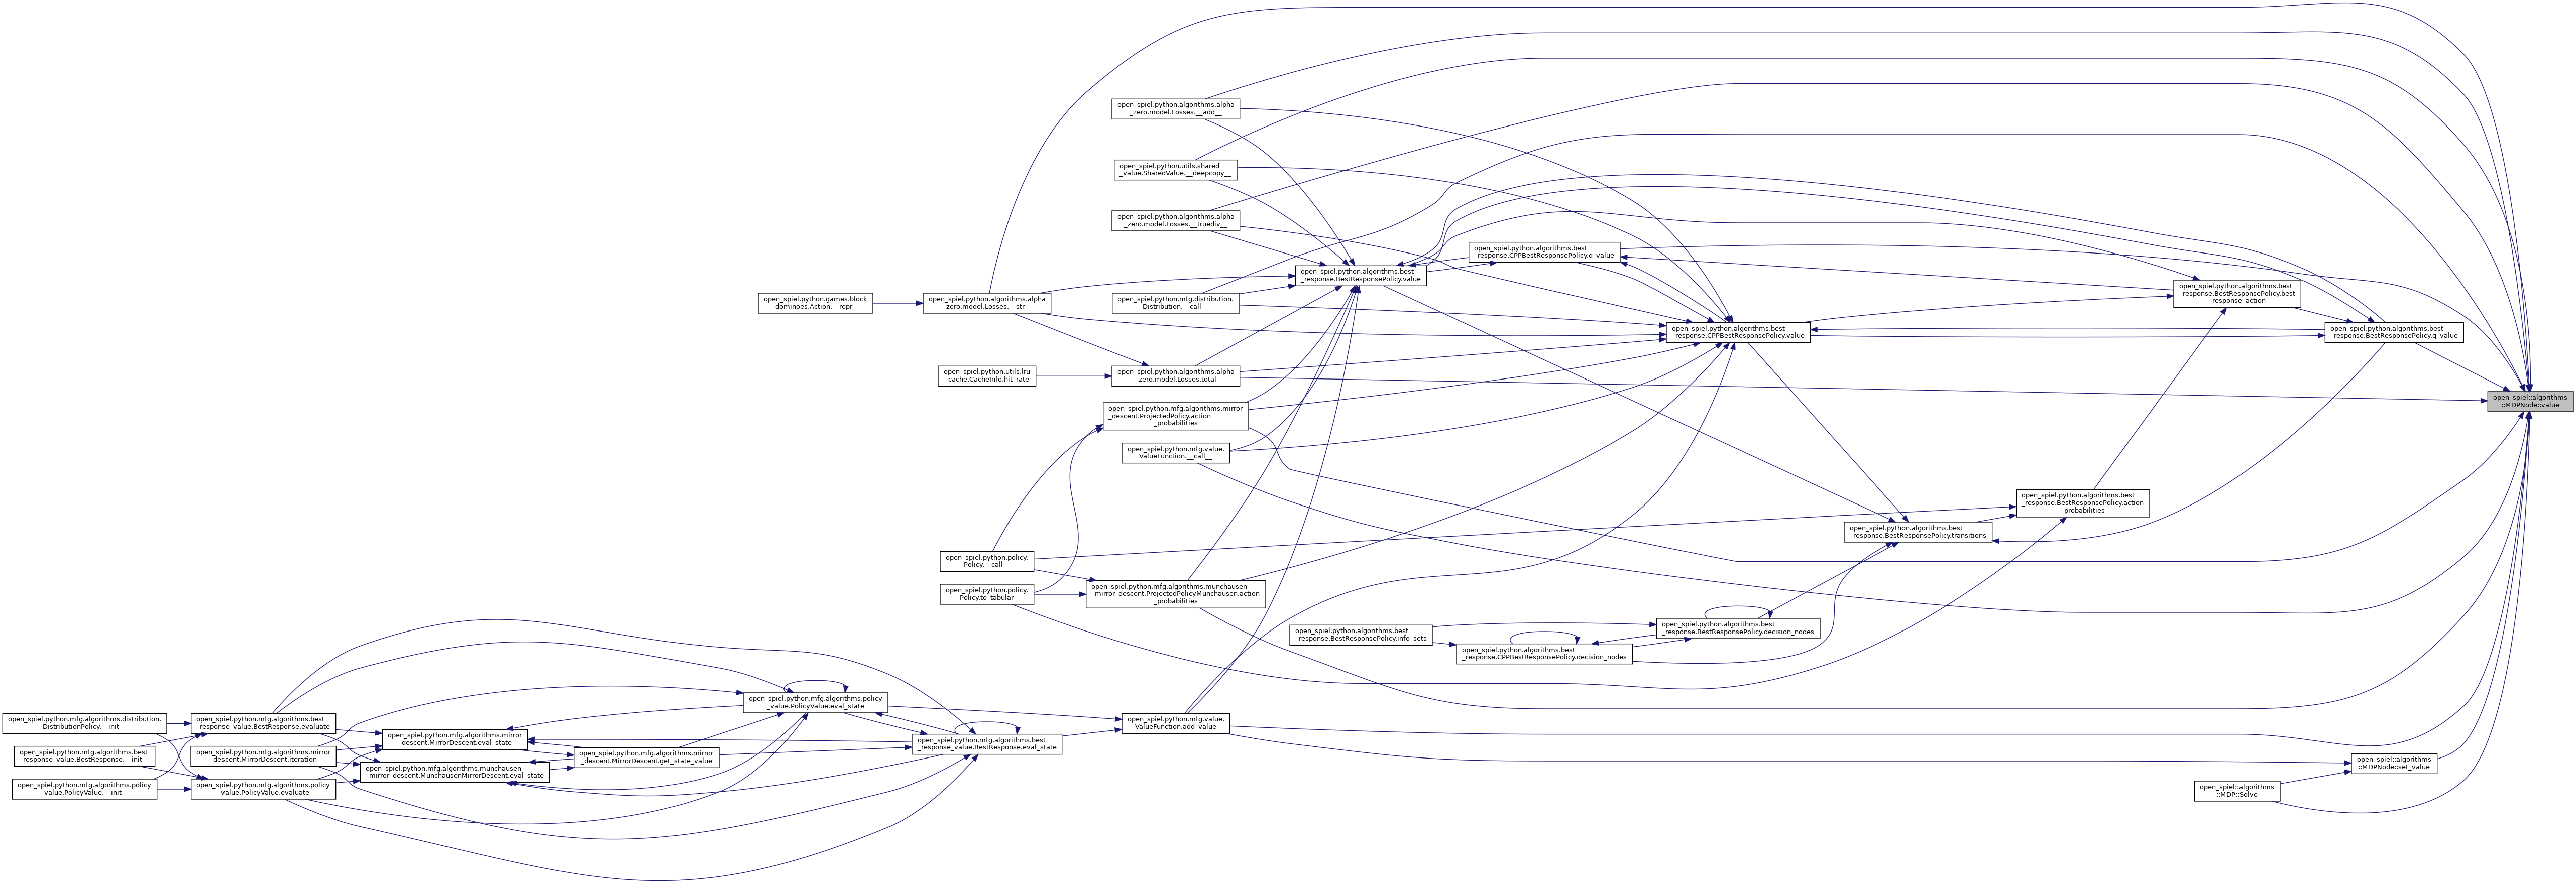 open_spiel.python.algorithms.alpha
_zero.model.Losses.__add__
open_spiel.python.utils.shared
_value.SharedValue.__deepcopy__
open_spiel.python.algorithms.alpha
_zero.model.Losses.__truediv__
open_spiel.python.algorithms.best
_response.CPPBestResponsePolicy.q_value
open_spiel.python.algorithms.best
_response.BestResponsePolicy.value
open_spiel.python.algorithms.best
_response.BestResponsePolicy.best
_response_action
open_spiel.python.games.block
_dominoes.Action.__repr__
open_spiel.python.algorithms.alpha
_zero.model.Losses.__str__
open_spiel.python.mfg.distribution.
Distribution.__call__
open_spiel.python.algorithms.best
_response.CPPBestResponsePolicy.value
open_spiel.python.algorithms.best
_response.BestResponsePolicy.q_value
open_spiel.python.utils.lru
_cache.CacheInfo.hit_rate
open_spiel.python.algorithms.alpha
_zero.model.Losses.total
open_spiel::algorithms
::MDPNode::value
open_spiel.python.mfg.algorithms.mirror
_descent.ProjectedPolicy.action
_probabilities
open_spiel.python.mfg.value.
ValueFunction.__call__
open_spiel.python.algorithms.best
_response.BestResponsePolicy.action
_probabilities
open_spiel.python.algorithms.best
_response.BestResponsePolicy.transitions
open_spiel.python.policy.
Policy.__call__
open_spiel.python.policy.
Policy.to_tabular
open_spiel.python.mfg.algorithms.munchausen
_mirror_descent.ProjectedPolicyMunchausen.action
_probabilities
open_spiel.python.algorithms.best
_response.BestResponsePolicy.info_sets
open_spiel.python.algorithms.best
_response.BestResponsePolicy.decision_nodes
open_spiel.python.algorithms.best
_response.CPPBestResponsePolicy.decision_nodes
open_spiel.python.mfg.algorithms.policy
_value.PolicyValue.eval_state
open_spiel.python.mfg.algorithms.distribution.
DistributionPolicy.__init__
open_spiel.python.mfg.algorithms.best
_response_value.BestResponse.evaluate
open_spiel.python.mfg.value.
ValueFunction.add_value
open_spiel.python.mfg.algorithms.mirror
_descent.MirrorDescent.eval_state
open_spiel.python.mfg.algorithms.best
_response_value.BestResponse.eval_state
open_spiel.python.mfg.algorithms.best
_response_value.BestResponse.__init__
open_spiel.python.mfg.algorithms.mirror
_descent.MirrorDescent.iteration
open_spiel.python.mfg.algorithms.mirror
_descent.MirrorDescent.get_state_value
open_spiel::algorithms
::MDPNode::set_value
open_spiel.python.mfg.algorithms.munchausen
_mirror_descent.MunchausenMirrorDescent.eval_state
open_spiel.python.mfg.algorithms.policy
_value.PolicyValue.__init__
open_spiel.python.mfg.algorithms.policy
_value.PolicyValue.evaluate
open_spiel::algorithms
::MDP::Solve